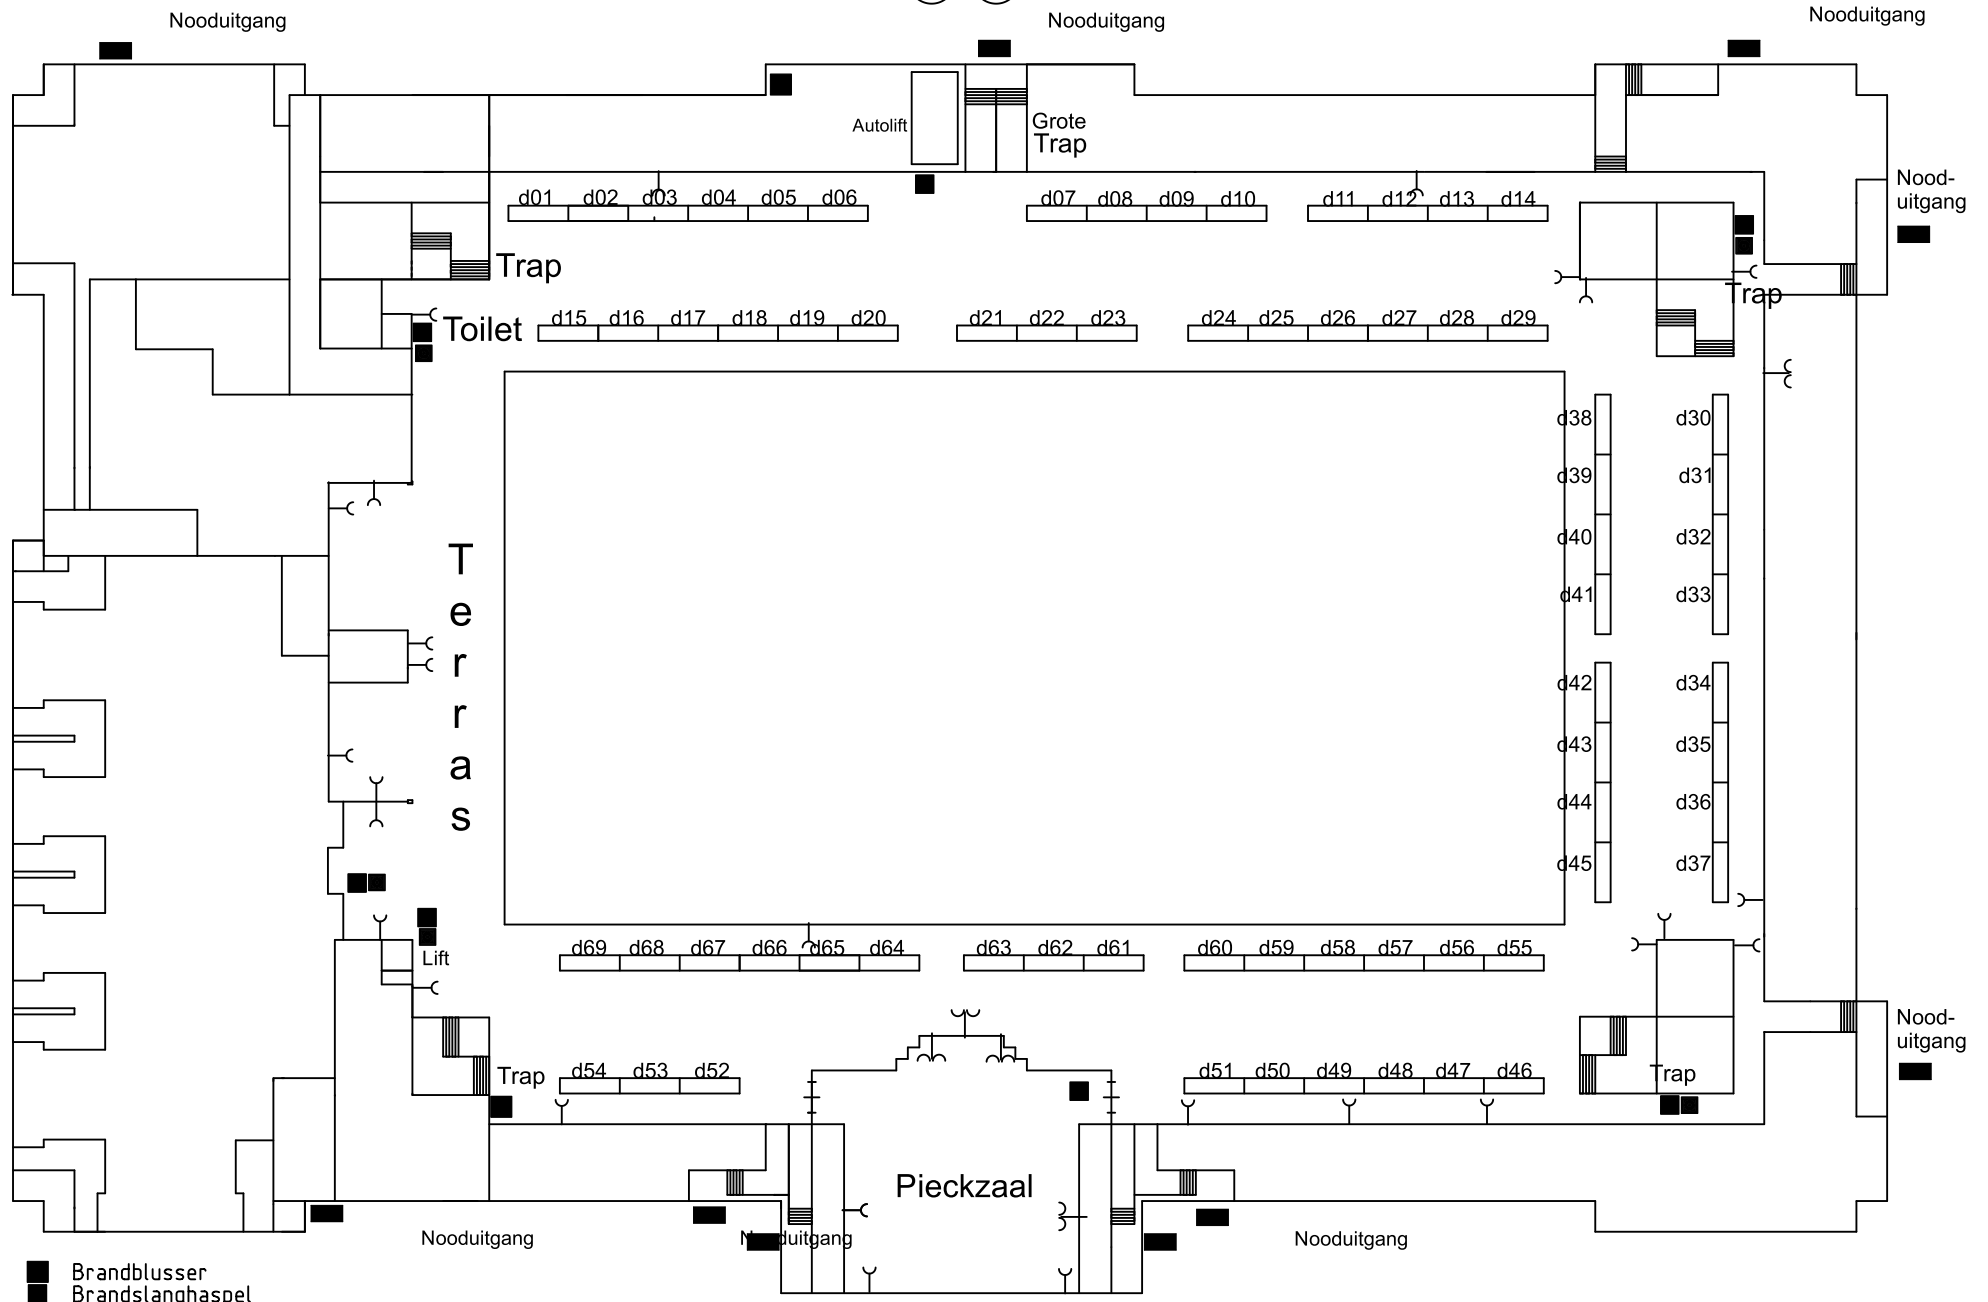 Nooduitgang
Nooduitgang
Nooduitgang
Autolift
Grote
Trap
Nood-
uitgang
d01 d02 d03 d04 d05 d06
d07 d08 d09 d10
d11 d12 d13 d14
Trap
Trap
Toilet
d15 d16 d17 d18 d19 d20
d21 d22 d23
d24 d25 d26 d27 d28 d29
d38 d30
d39 d31
d40 d32
d41 d33
d42 d34
d43 d35
d44 d36
d45 d37
Terras
d69 d68 d67 d66 d65 d64
d63 d62 d61
d60 d59 d58 d57 d56 d55
Lift
Nood-
uitgang
Trap
d54 d53 d52
d51 d50 d49 d48 d47 d46
Trap
Pieckzaal
Nooduitgang
Nooduitgang
Nooduitgang
Brandblusser
Brandslanghaspel